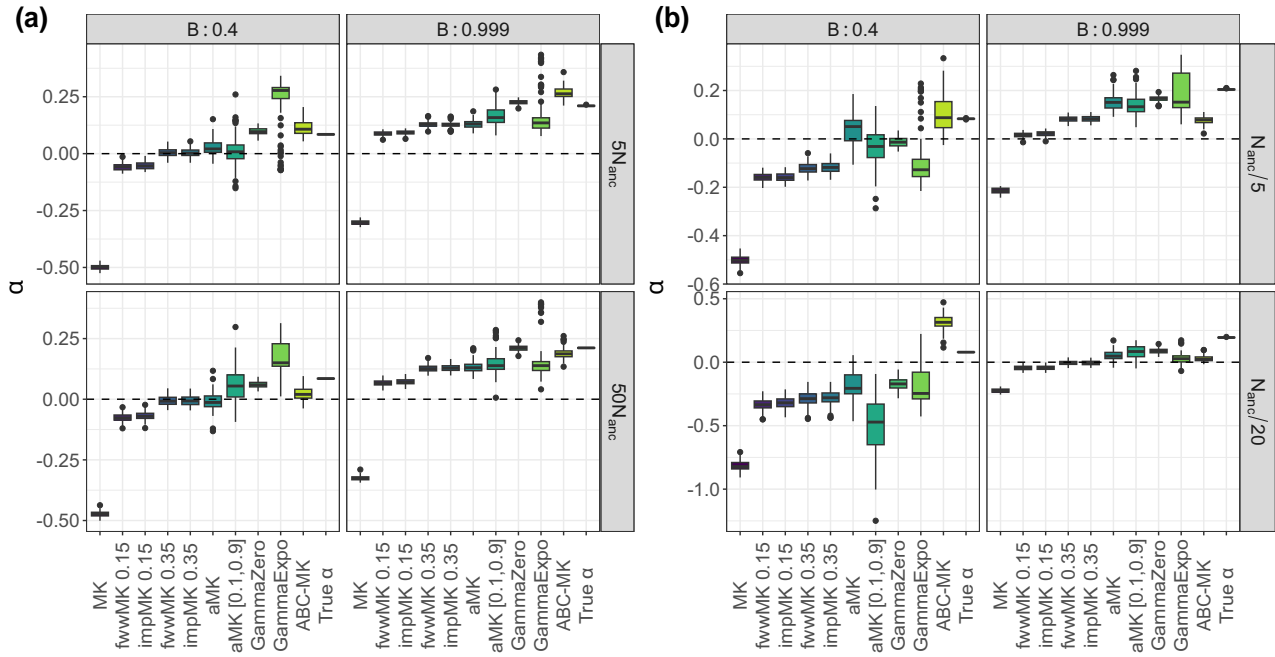 (a)
B : 0.4
B : 0.999
α
0.25
0.00
-0.25
-0.50
5Nanc
0.25
0.00
-0.25
-0.50
50Nanc
MK
fwwMK 0.15
impMK 0.15
fwwMK 0.35
impMK 0.35
aMK
aMK [0.1,0.9]
GammaZero
GammaExpo
ABC-MK
True α
MK
fwwMK 0.15
impMK 0.15
fwwMK 0.35
impMK 0.35
aMK
aMK [0.1,0.9]
GammaZero
GammaExpo
ABC-MK
True α
(b)
B : 0.4
B : 0.999
α
0.4
0.2
0.0
-0.2
-0.4
-0.6
Nanc/5
0.5
0.0
-0.5
-1.0
Nanc/20
MK
fwwMK 0.15
impMK 0.15
fwwMK 0.35
impMK 0.35
aMK
aMK [0.1,0.9]
GammaZero
GammaExpo
ABC-MK
True α
MK
fwwMK 0.15
impMK 0.15
fwwMK 0.35
impMK 0.35
aMK
aMK [0.1,0.9]
GammaZero
GammaExpo
ABC-MK
True α